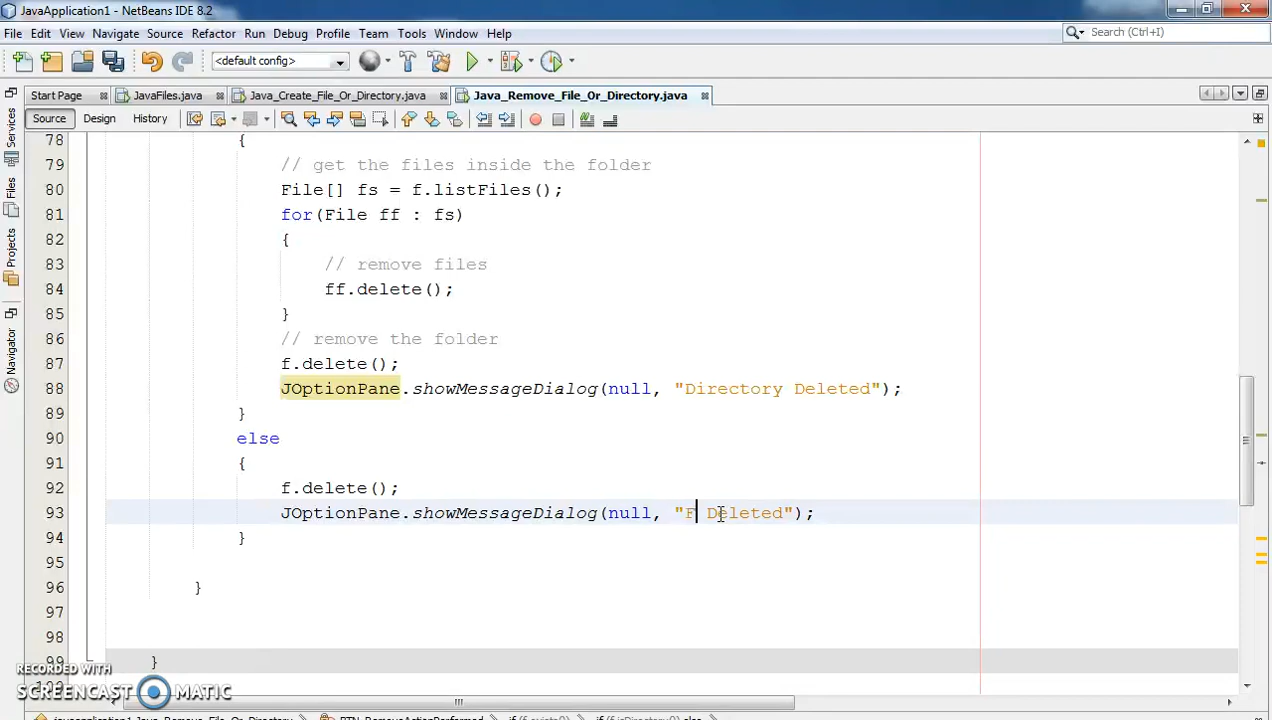 JavaApplication1 - NetBeans IDE 8.2
File Edit View Navigate Source Refactor Run Debug Profile Team Tools Window Help
Search (Ctrl+I)
<default config>
Start Page JavaFiles.java Java_Create_File_Or_Directory.java Java_Remove_File_Or_Directory.java
Source Design History
Services
Files
Projects
Navigator
78 {
79 // get the files inside the folder
80 File[] fs = f.listFiles();
81 for(File ff : fs)
82 {
83 // remove files
84 ff.delete();
85 }
86 // remove the folder
87 f.delete();
88 JOptionPane.showMessageDialog(null, "Directory Deleted");
89 }
90 else
91 {
92 f.delete();
93 JOptionPane.showMessageDialog(null, "F Deleted");
94 }
95
96 }
97
98
99 }
RECORDED WITH
SCREENCAST MATIC